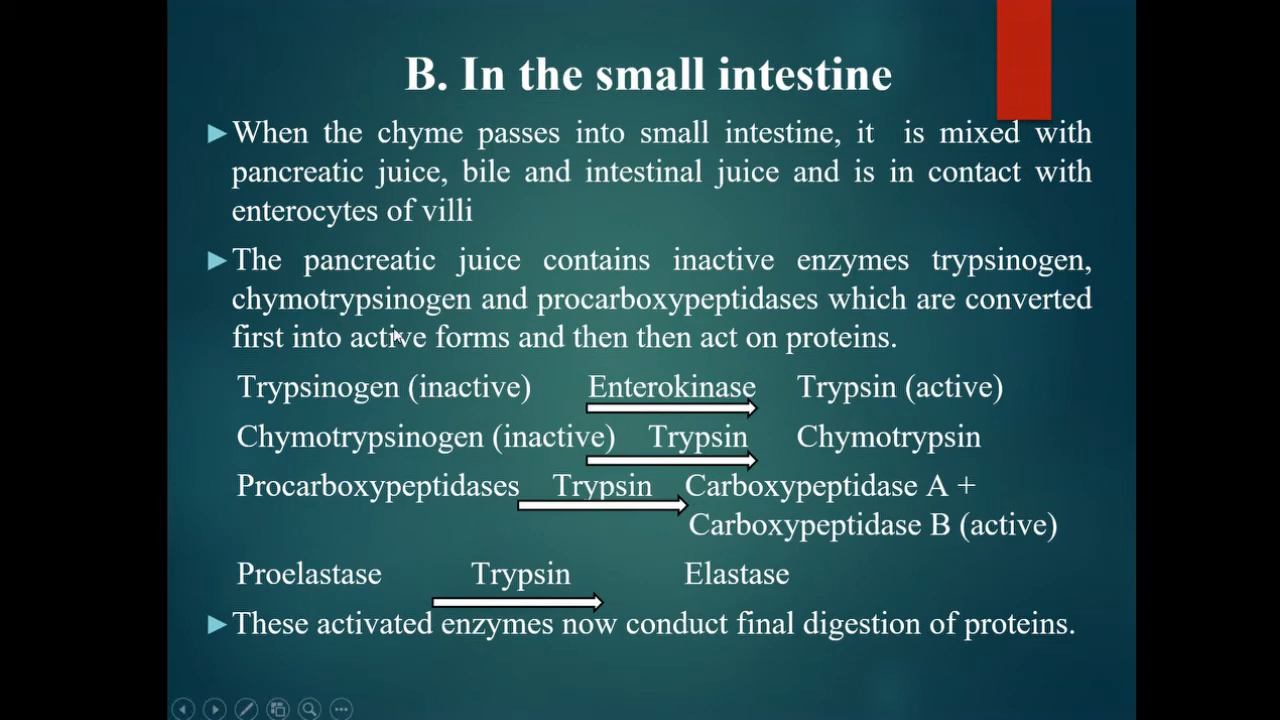 B. In the small intestine
When the chyme passes into small intestine, it is mixed with
pancreatic juice, bile and intestinal juice and is in contact with
enterocytes of villi
The pancreatic juice contains inactive enzymes trypsinogen,
chymotrypsinogen and procarboxypeptidases which are converted
first into active forms and then then act on proteins.
Trypsinogen (inactive) Enterokinase Trypsin (active)
Chymotrypsinogen (inactive) Trypsin Chymotrypsin
Procarboxypeptidases Trypsin Carboxypeptidase A +
Carboxypeptidase B (active)
Proelastase Trypsin Elastase
These activated enzymes now conduct final digestion of proteins.